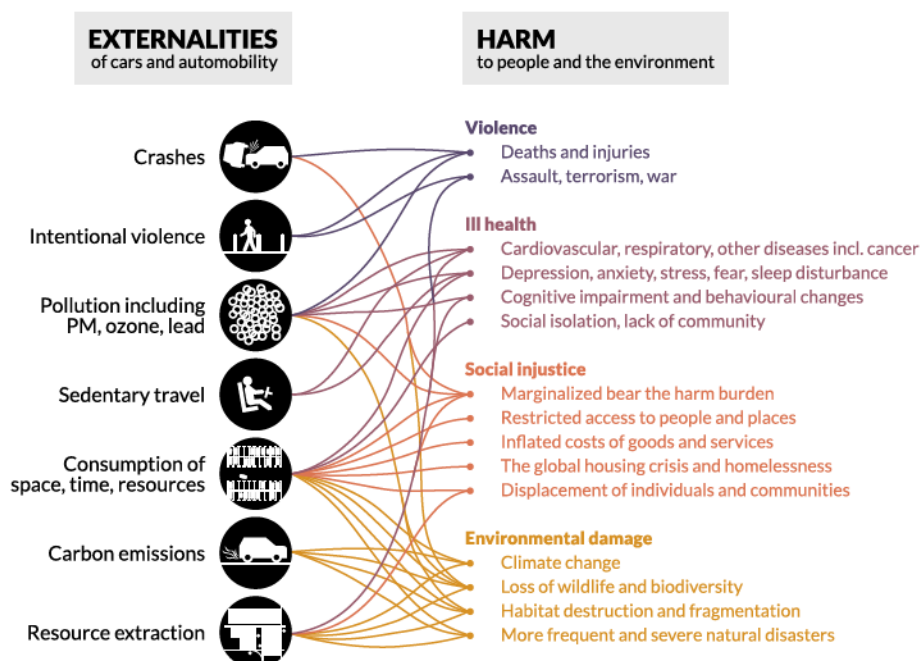 EXTERNALITIES
of cars and automobility
HARM
to people and the environment
Crashes
Intentional violence
Pollution including
PM, ozone, lead
Sedentary travel
Consumption of
space, time, resources
Carbon emissions
Resource extraction
Violence
Deaths and injuries
Assault, terrorism, war
Ill health
Cardiovascular, respiratory, other diseases incl. cancer
Depression, anxiety, stress, fear, sleep disturbance
Cognitive impairment and behavioural changes
Social isolation, lack of community
Social injustice
Marginalized bear the harm burden
Restricted access to people and places
Inflated costs of goods and services
The global housing crisis and homelessness
Displacement of individuals and communities
Environmental damage
Climate change
Loss of wildlife and biodiversity
Habitat destruction and fragmentation
More frequent and severe natural disasters